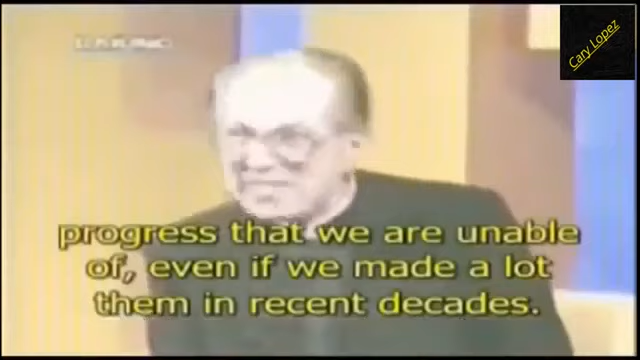 Cary Lopez
progress that we are unable
of, even if we made a lot
them in recent decades.